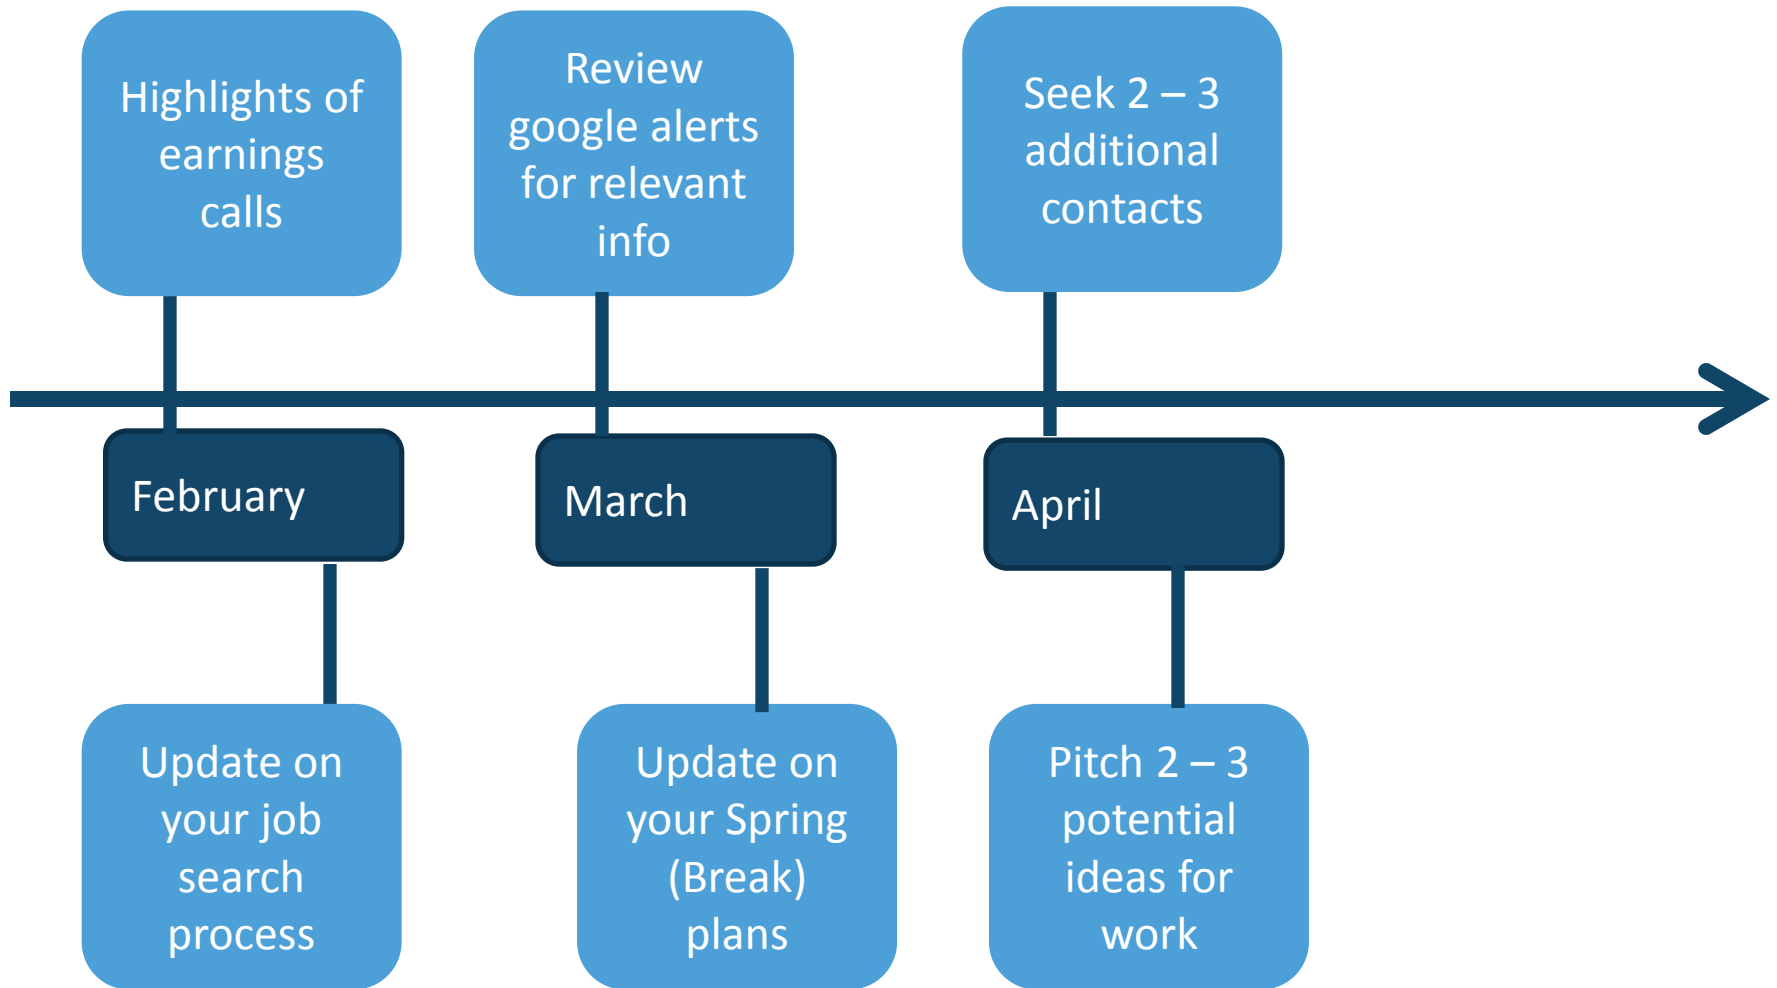 Highlights of
earnings
calls
Review
google alerts
for relevant
info
Seek 2 – 3
additional
contacts
February
March
April
Update on
your job
search
process
Update on
your Spring
(Break)
plans
Pitch 2 – 3
potential
ideas for
work